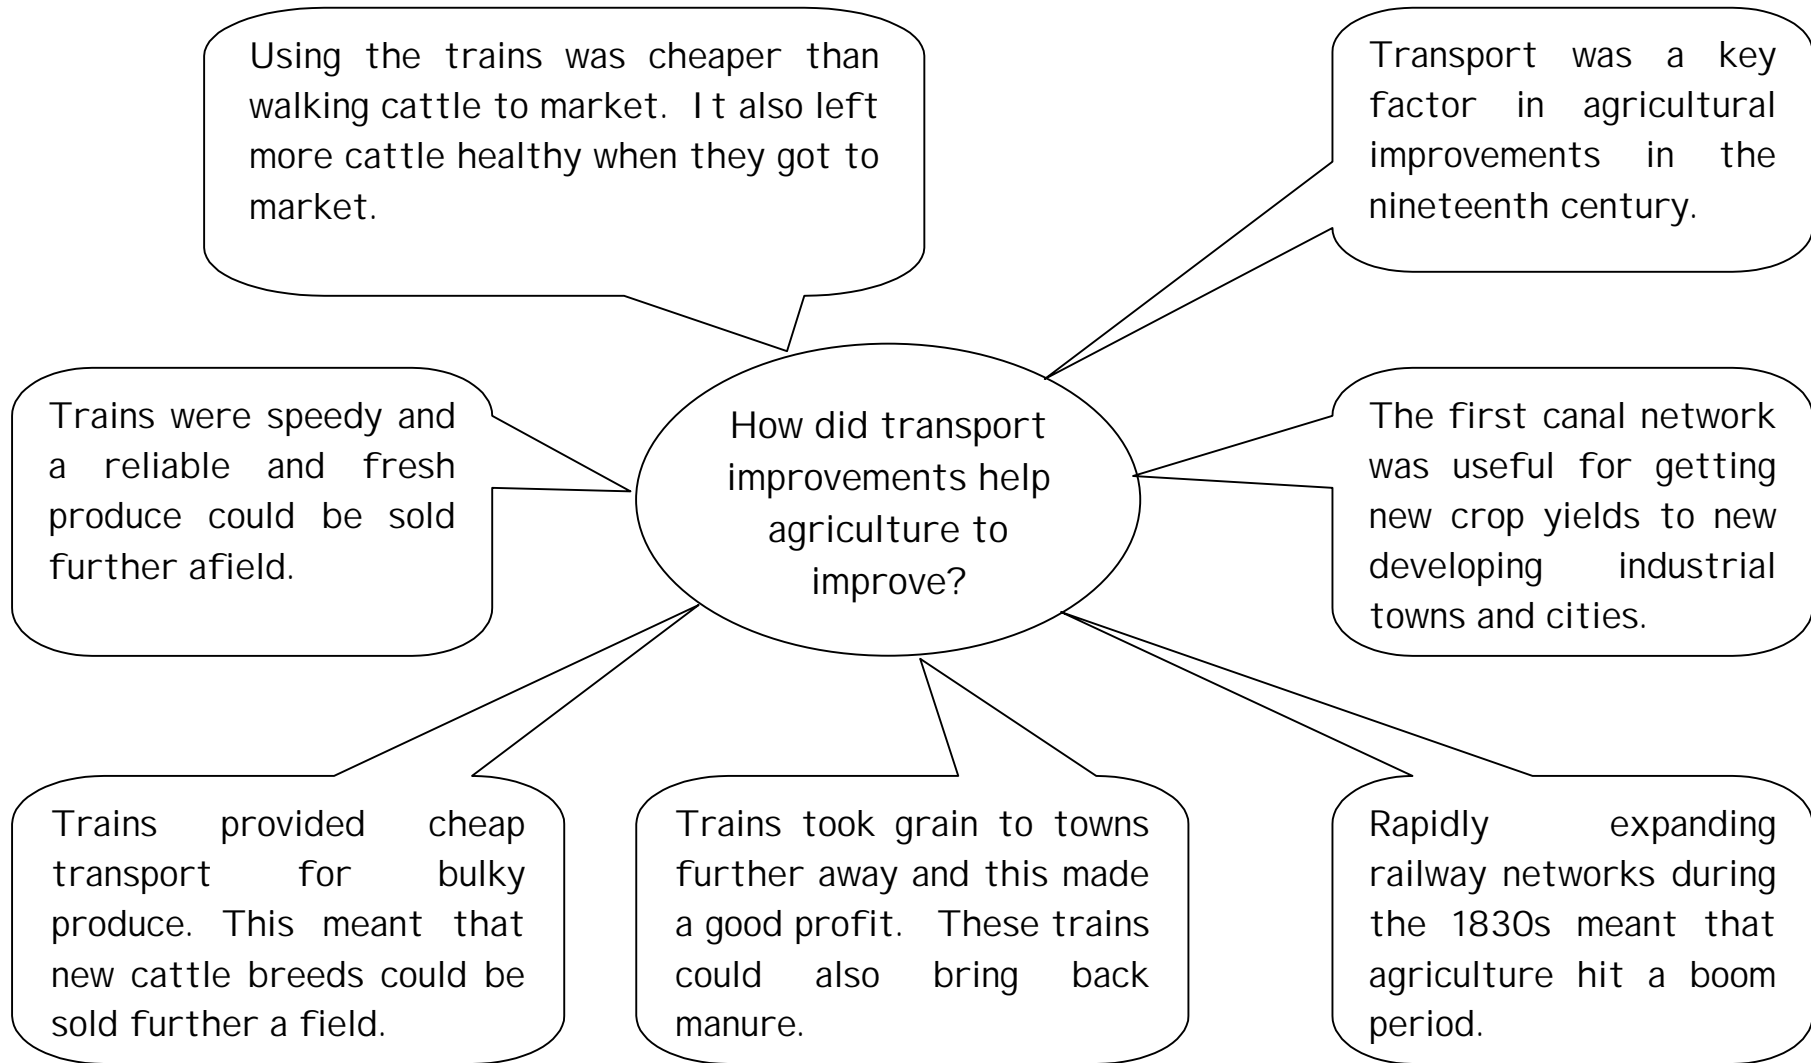 Using the trains was cheaper than
walking cattle to market. It also left
more cattle healthy when they got to
market.
Transport was a key
factor in agricultural
improvements in the
nineteenth century.
Trains were speedy and
a reliable and fresh
produce could be sold
further afield.
How did transport
improvements help
agriculture to
improve?
The first canal network
was useful for getting
new crop yields to new
developing industrial
towns and cities.
Trains provided cheap
transport for bulky
produce. This meant that
new cattle breeds could be
sold further a field.
Trains took grain to towns
further away and this made
a good profit. These trains
could also bring back
manure.
Rapidly expanding
railway networks during
the 1830s meant that
agriculture hit a boom
period.